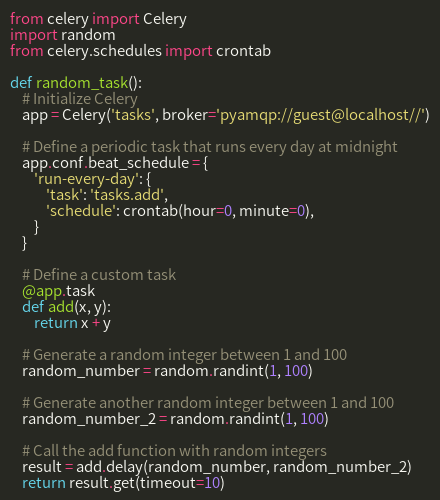 from celery import Celery
import random
from celery.schedules import crontab

def random_task():
    # Initialize Celery
    app = Celery('tasks', broker='pyamqp://guest@localhost//')

    # Define a periodic task that runs every day at midnight
    app.conf.beat_schedule = {
        'run-every-day': {
            'task': 'tasks.add',
            'schedule': crontab(hour=0, minute=0),
        }
    }

    # Define a custom task
    @app.task
    def add(x, y):
        return x + y

    # Generate a random integer between 1 and 100
    random_number = random.randint(1, 100)

    # Generate another random integer between 1 and 100
    random_number_2 = random.randint(1, 100)

    # Call the add function with random integers
    result = add.delay(random_number, random_number_2)
    return result.get(timeout=10)